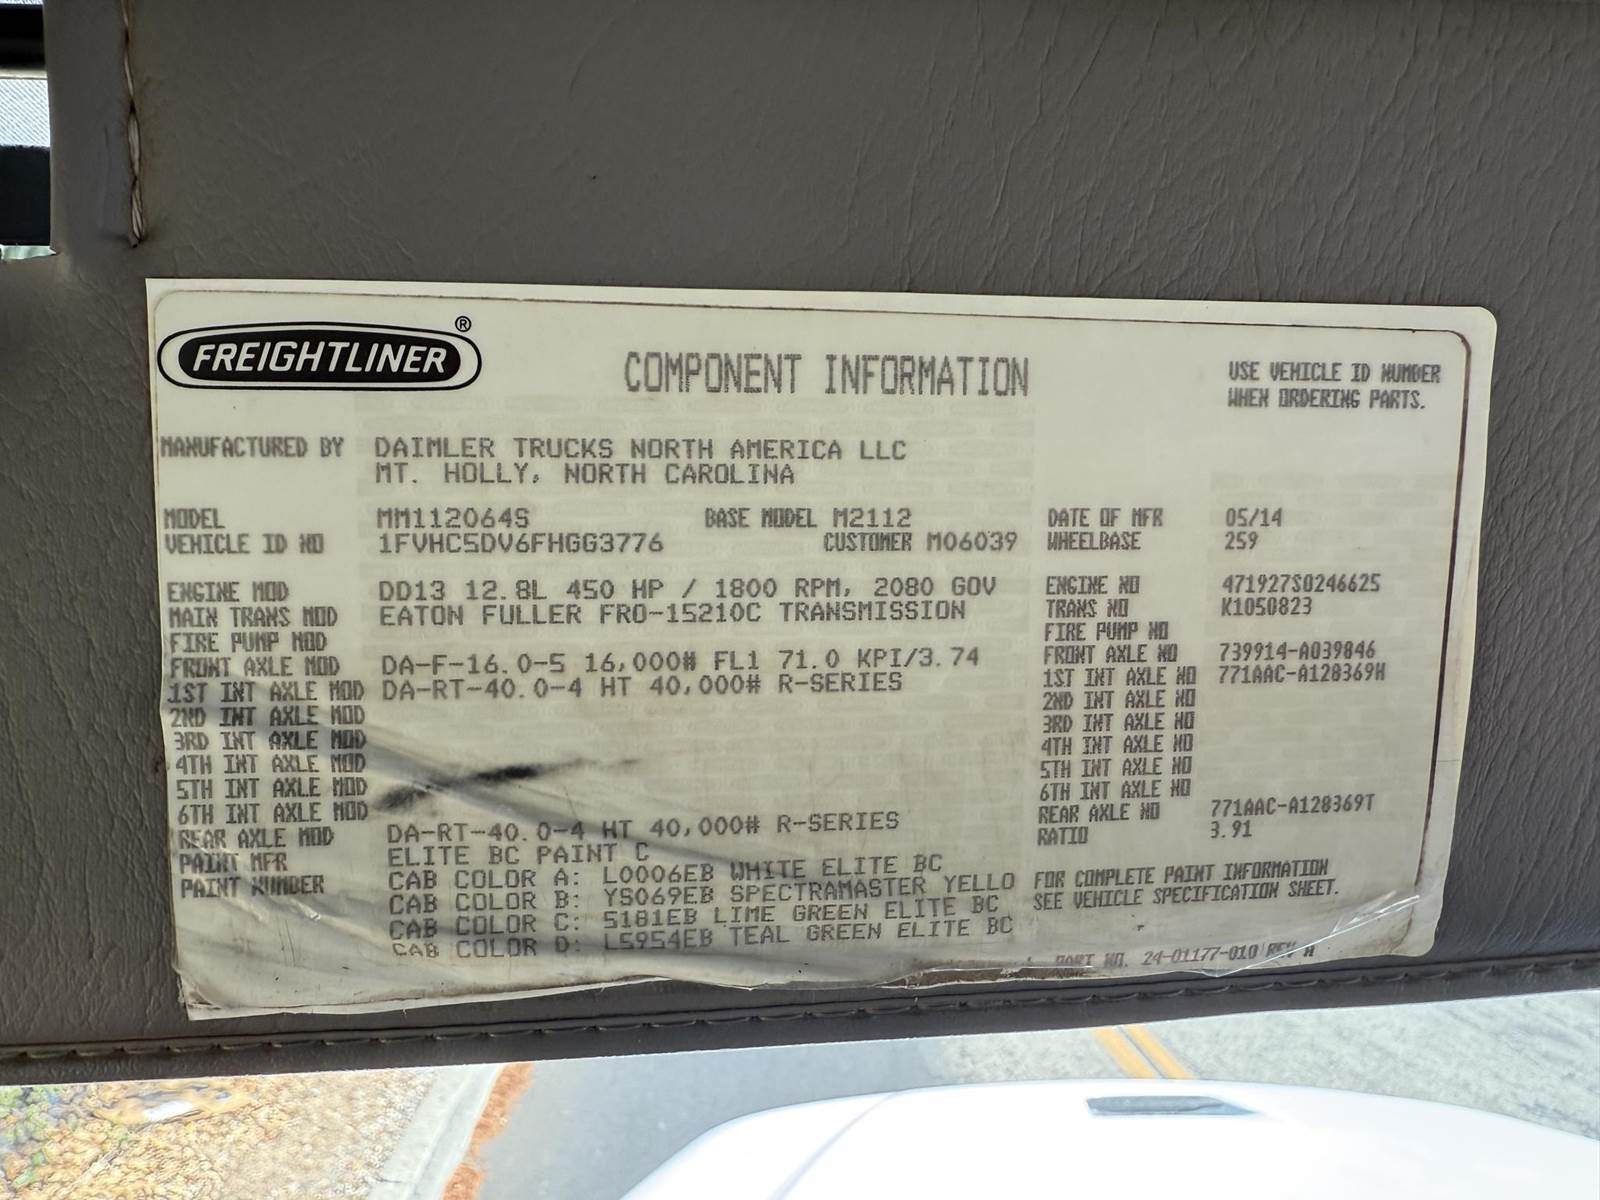 FREIGHTLINER ®
COMPONENT INFORMATION
USE VEHICLE ID NUMBER
WHEN ORDERING PARTS.
MANUFACTURED BY DAIMLER TRUCKS NORTH AMERICA LLC
MT. HOLLY, NORTH CAROLINA
MODEL MM112064S BASE MODEL M2112 DATE OF MFR 05/14
VEHICLE ID NO 1FVHC5DV6FHGG3776 CUSTOMER M06039 WHEELBASE 259
ENGINE MOD DD13 12.8L 450 HP / 1800 RPM, 2080 GOV ENGINE NO 471927S0246625
MAIN TRANS MOD EATON FULLER FRO-15210C TRANSMISSION TRANS NO K1050823
FIRE PUMP MOD FIRE PUMP NO
FRONT AXLE MOD DA-F-16.0-5 16,000# FL1 71.0 KPI/3.74 FRONT AXLE NO 739914-A039846
1ST INT AXLE MOD DA-RT-40.0-4 HT 40,000# R-SERIES 1ST INT AXLE NO 771AAC-A128369H
2ND INT AXLE MOD 2ND INT AXLE NO
3RD INT AXLE MOD 3RD INT AXLE NO
4TH INT AXLE MOD 4TH INT AXLE NO
5TH INT AXLE MOD 5TH INT AXLE NO
6TH INT AXLE MOD 6TH INT AXLE NO
REAR AXLE MOD DA-RT-40.0-4 HT 40,000# R-SERIES REAR AXLE NO 771AAC-A128369T
PAINT MFR ELITE BC PAINT C RATIO 3.91
PAINT NUMBER CAB COLOR A: L0006EB WHITE ELITE BC
CAB COLOR B: YS069EB SPECTRAMASTER YELLO
CAB COLOR C: 5181EB LIME GREEN ELITE BC
CAB COLOR D: L5954EB TEAL GREEN ELITE BC
FOR COMPLETE PAINT INFORMATION
SEE VEHICLE SPECIFICATION SHEET.
PART NO. 24-01177-010 REV